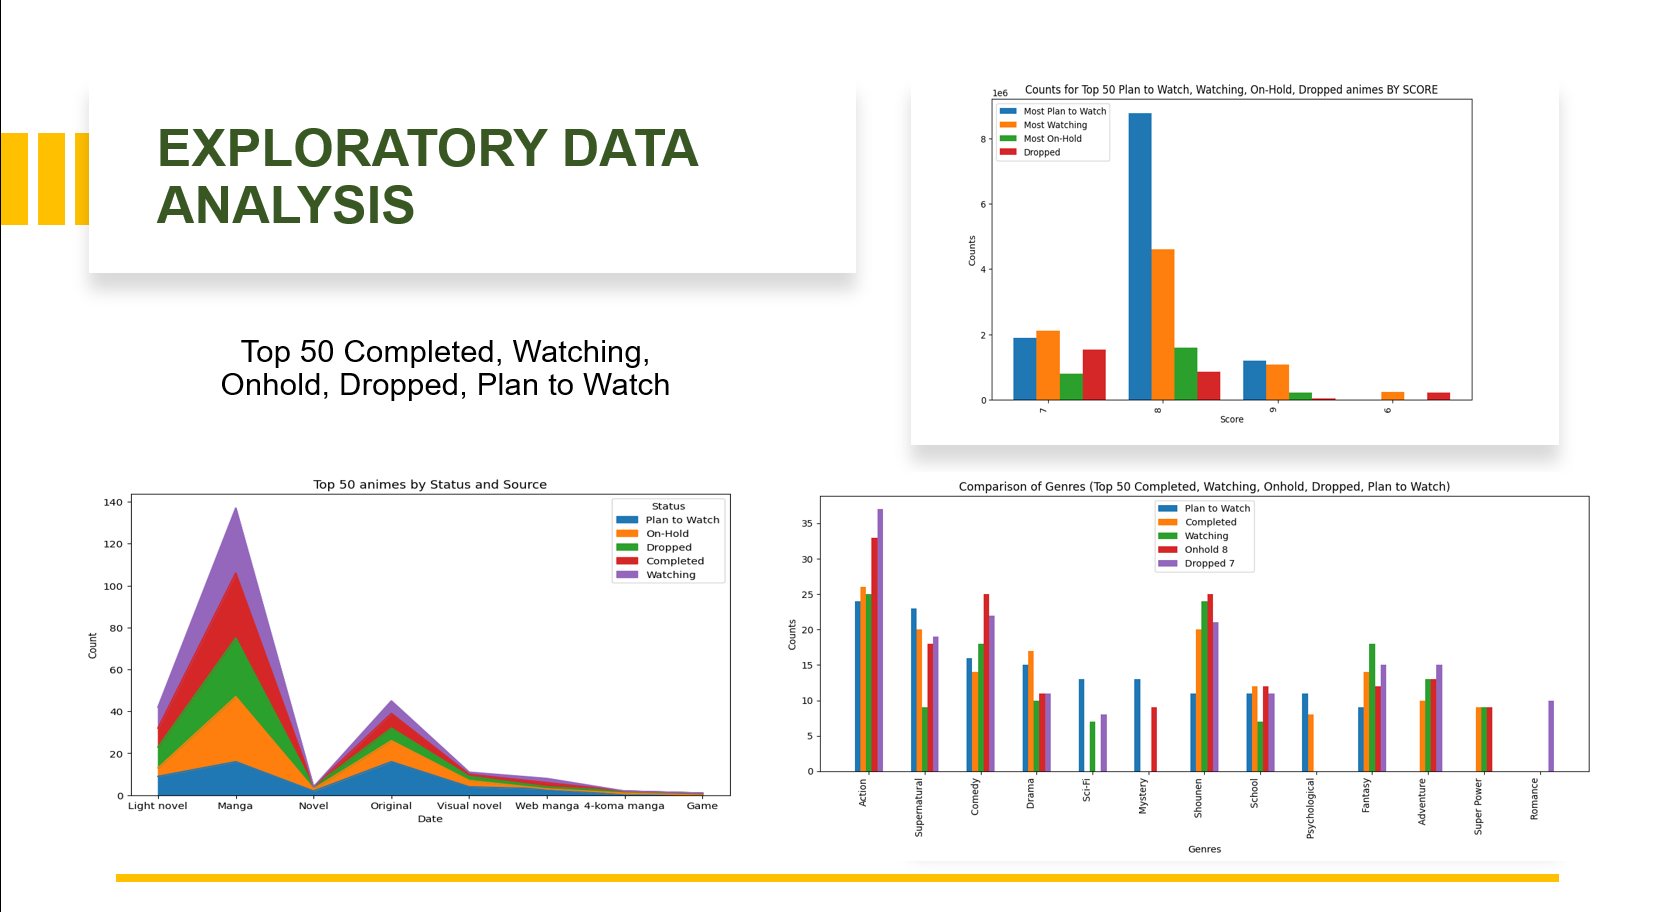 EXPLORATORY DATA
ANALYSIS
Top 50 Completed, Watching,
Onhold, Dropped, Plan to Watch
Counts for Top 50 Plan to Watch, Watching, On-Hold, Dropped animes BY SCORE
1e6
Most Plan to Watch
Most Watching
Most On-Hold
Dropped
8
6
4
2
0
Counts
7 8 9 6
Score
Top 50 animes by Status and Source
Status
Plan to Watch
On-Hold
Dropped
Completed
Watching
140
120
100
80
60
40
20
0
Count
Light novel Manga Novel Original Visual novel Web manga 4-koma manga Game
Date
Comparison of Genres (Top 50 Completed, Watching, Onhold, Dropped, Plan to Watch)
Plan to Watch
Completed
Watching
Onhold 8
Dropped 7
35
30
25
20
15
10
5
0
Counts
Action Supernatural Comedy Drama Sci-Fi Mystery Shounen School Psychological Fantasy Adventure Super Power Romance
Genres